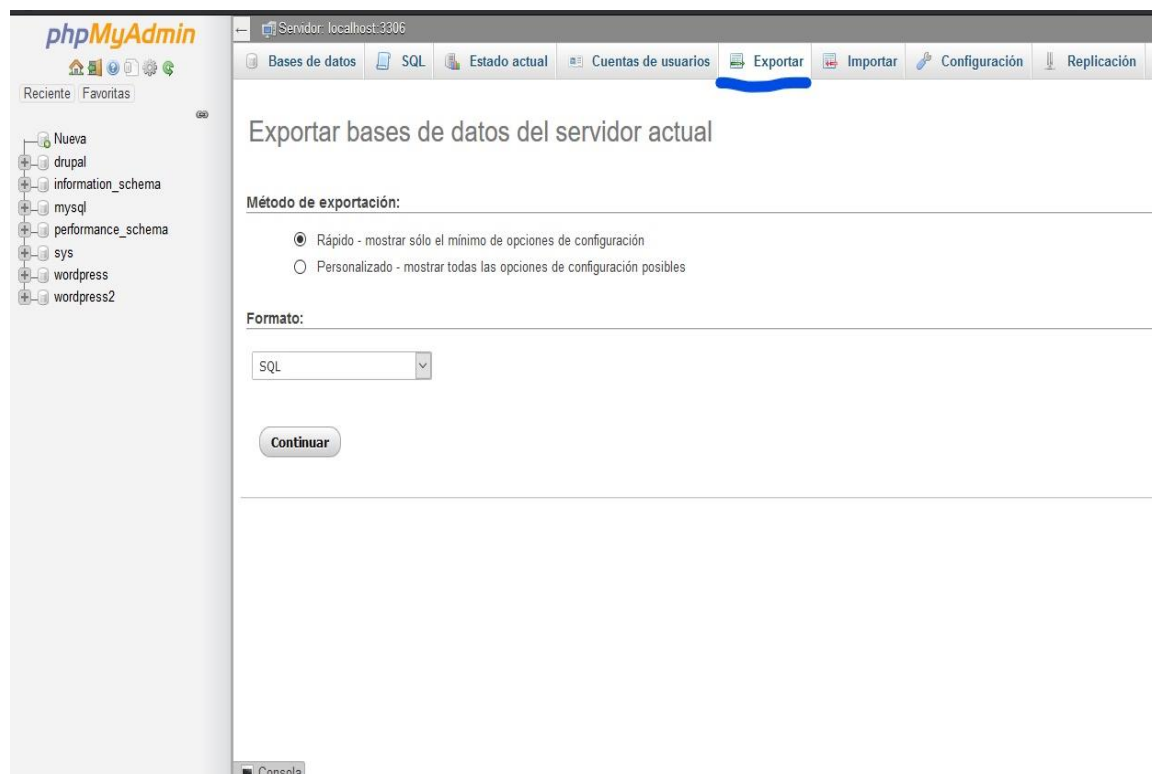 phpMyAdmin
Reciente Favoritas
Nueva
drupal
information_schema
mysql
performance_schema
sys
wordpress
wordpress2
Servidor: localhost:3306
Bases de datos SQL Estado actual Cuentas de usuarios Exportar Importar Configuración Replicación
Exportar bases de datos del servidor actual
Método de exportación:
Rápido - mostrar sólo el mínimo de opciones de configuración
Personalizado - mostrar todas las opciones de configuración posibles
Formato:
SQL
Continuar
Consola